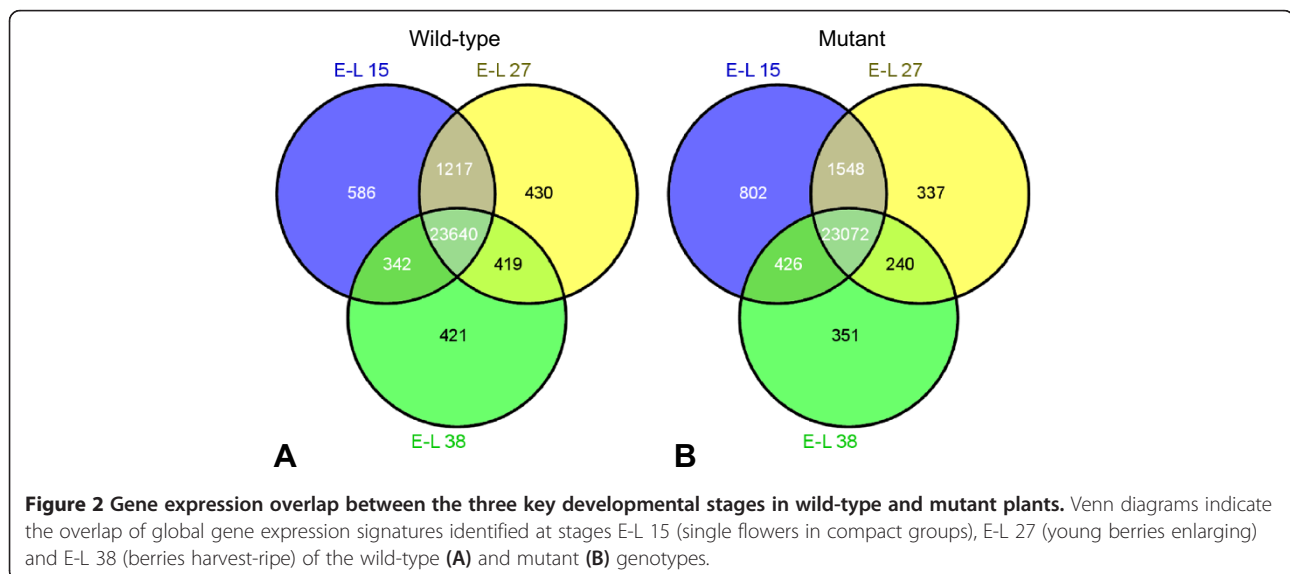 Wild-type
Mutant
E-L 15
E-L 27
E-L 15
E-L 27
1217
586
430
23640
342
419
421
E-L 38
A
1548
802
337
23072
426
240
351
E-L 38
B
Figure 2 Gene expression overlap between the three key developmental stages in wild-type and mutant plants. Venn diagrams indicate
the overlap of global gene expression signatures identified at stages E-L 15 (single flowers in compact groups), E-L 27 (young berries enlarging)
and E-L 38 (berries harvest-ripe) of the wild-type (A) and mutant (B) genotypes.